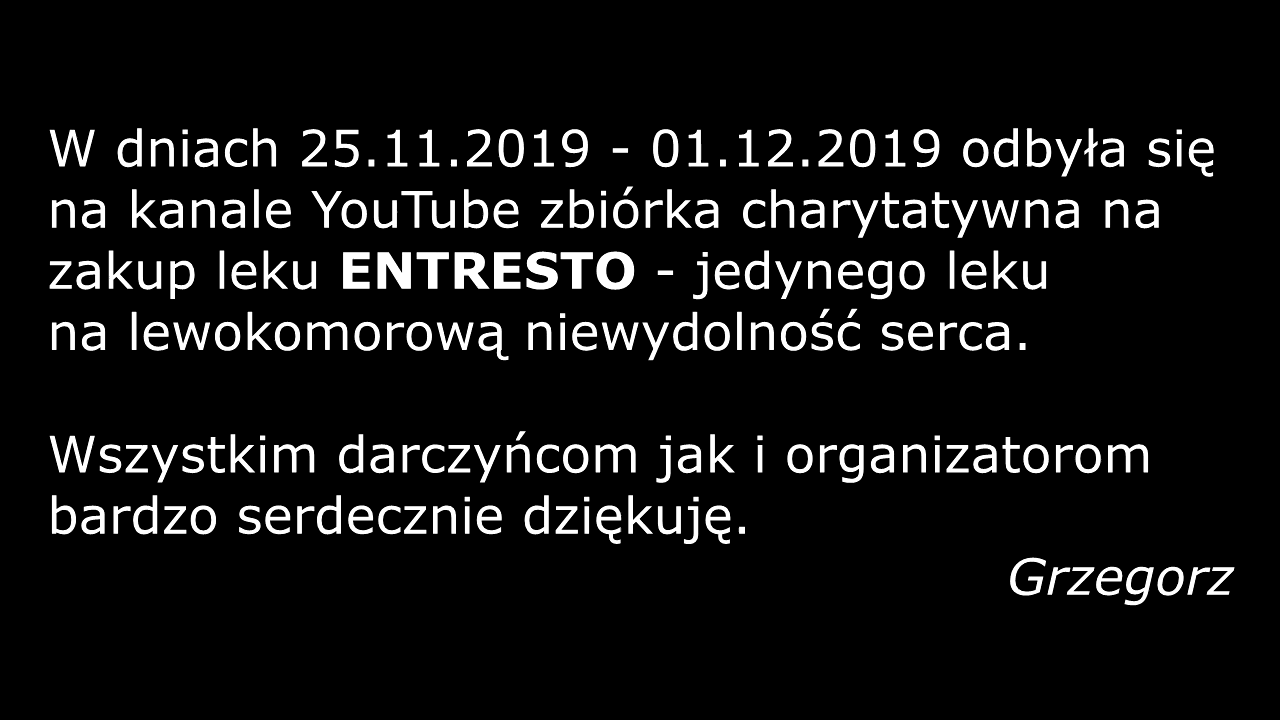 W dniach 25.11.2019 - 01.12.2019 odbyła się
na kanale YouTube zbiórka charytatywna na
zakup leku ENTRESTO - jedynego leku
na lewokomorową niewydolność serca.
Wszystkim darczyńcom jak i organizatorom
bardzo serdecznie dziękuję.
Grzegorz